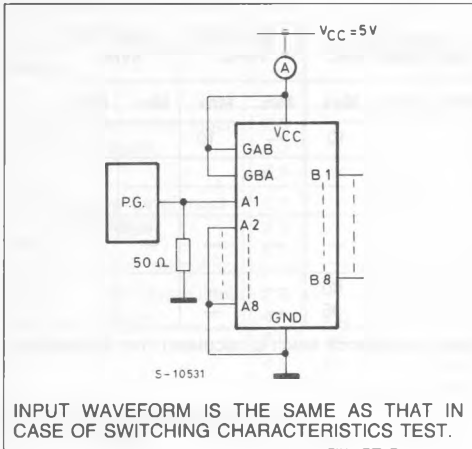 VCC = 5V
A
VCC
GAB
GBA
B1
P.G.
A1
A2
50 Ω
A8
B8
GND
S-10531
INPUT WAVEFORM IS THE SAME AS THAT IN
CASE OF SWITCHING CHARACTERISTICS TEST.